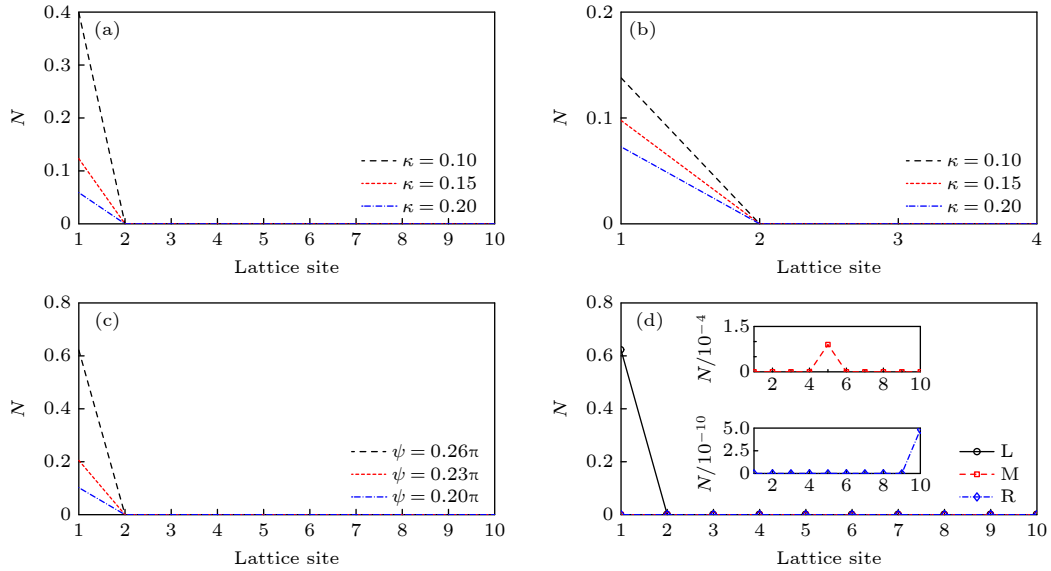 (a)
0.4
0.3
0.2
0.1
0
N
κ = 0.10
κ = 0.15
κ = 0.20
1 2 3 4 5 6 7 8 9 10
Lattice site
(b)
0.2
0.1
0
N
κ = 0.10
κ = 0.15
κ = 0.20
1 2 3 4
Lattice site
(c)
0.8
0.6
0.4
0.2
0
N
ψ = 0.26π
ψ = 0.23π
ψ = 0.20π
1 2 3 4 5 6 7 8 9 10
Lattice site
(d)
0.8
0.6
0.4
0.2
0
N
1.5
0
N/10⁻⁴
2 4 6 8 10
5.0
2.5
0
N/10⁻¹⁰
2 4 6 8 10
L
M
R
1 2 3 4 5 6 7 8 9 10
Lattice site